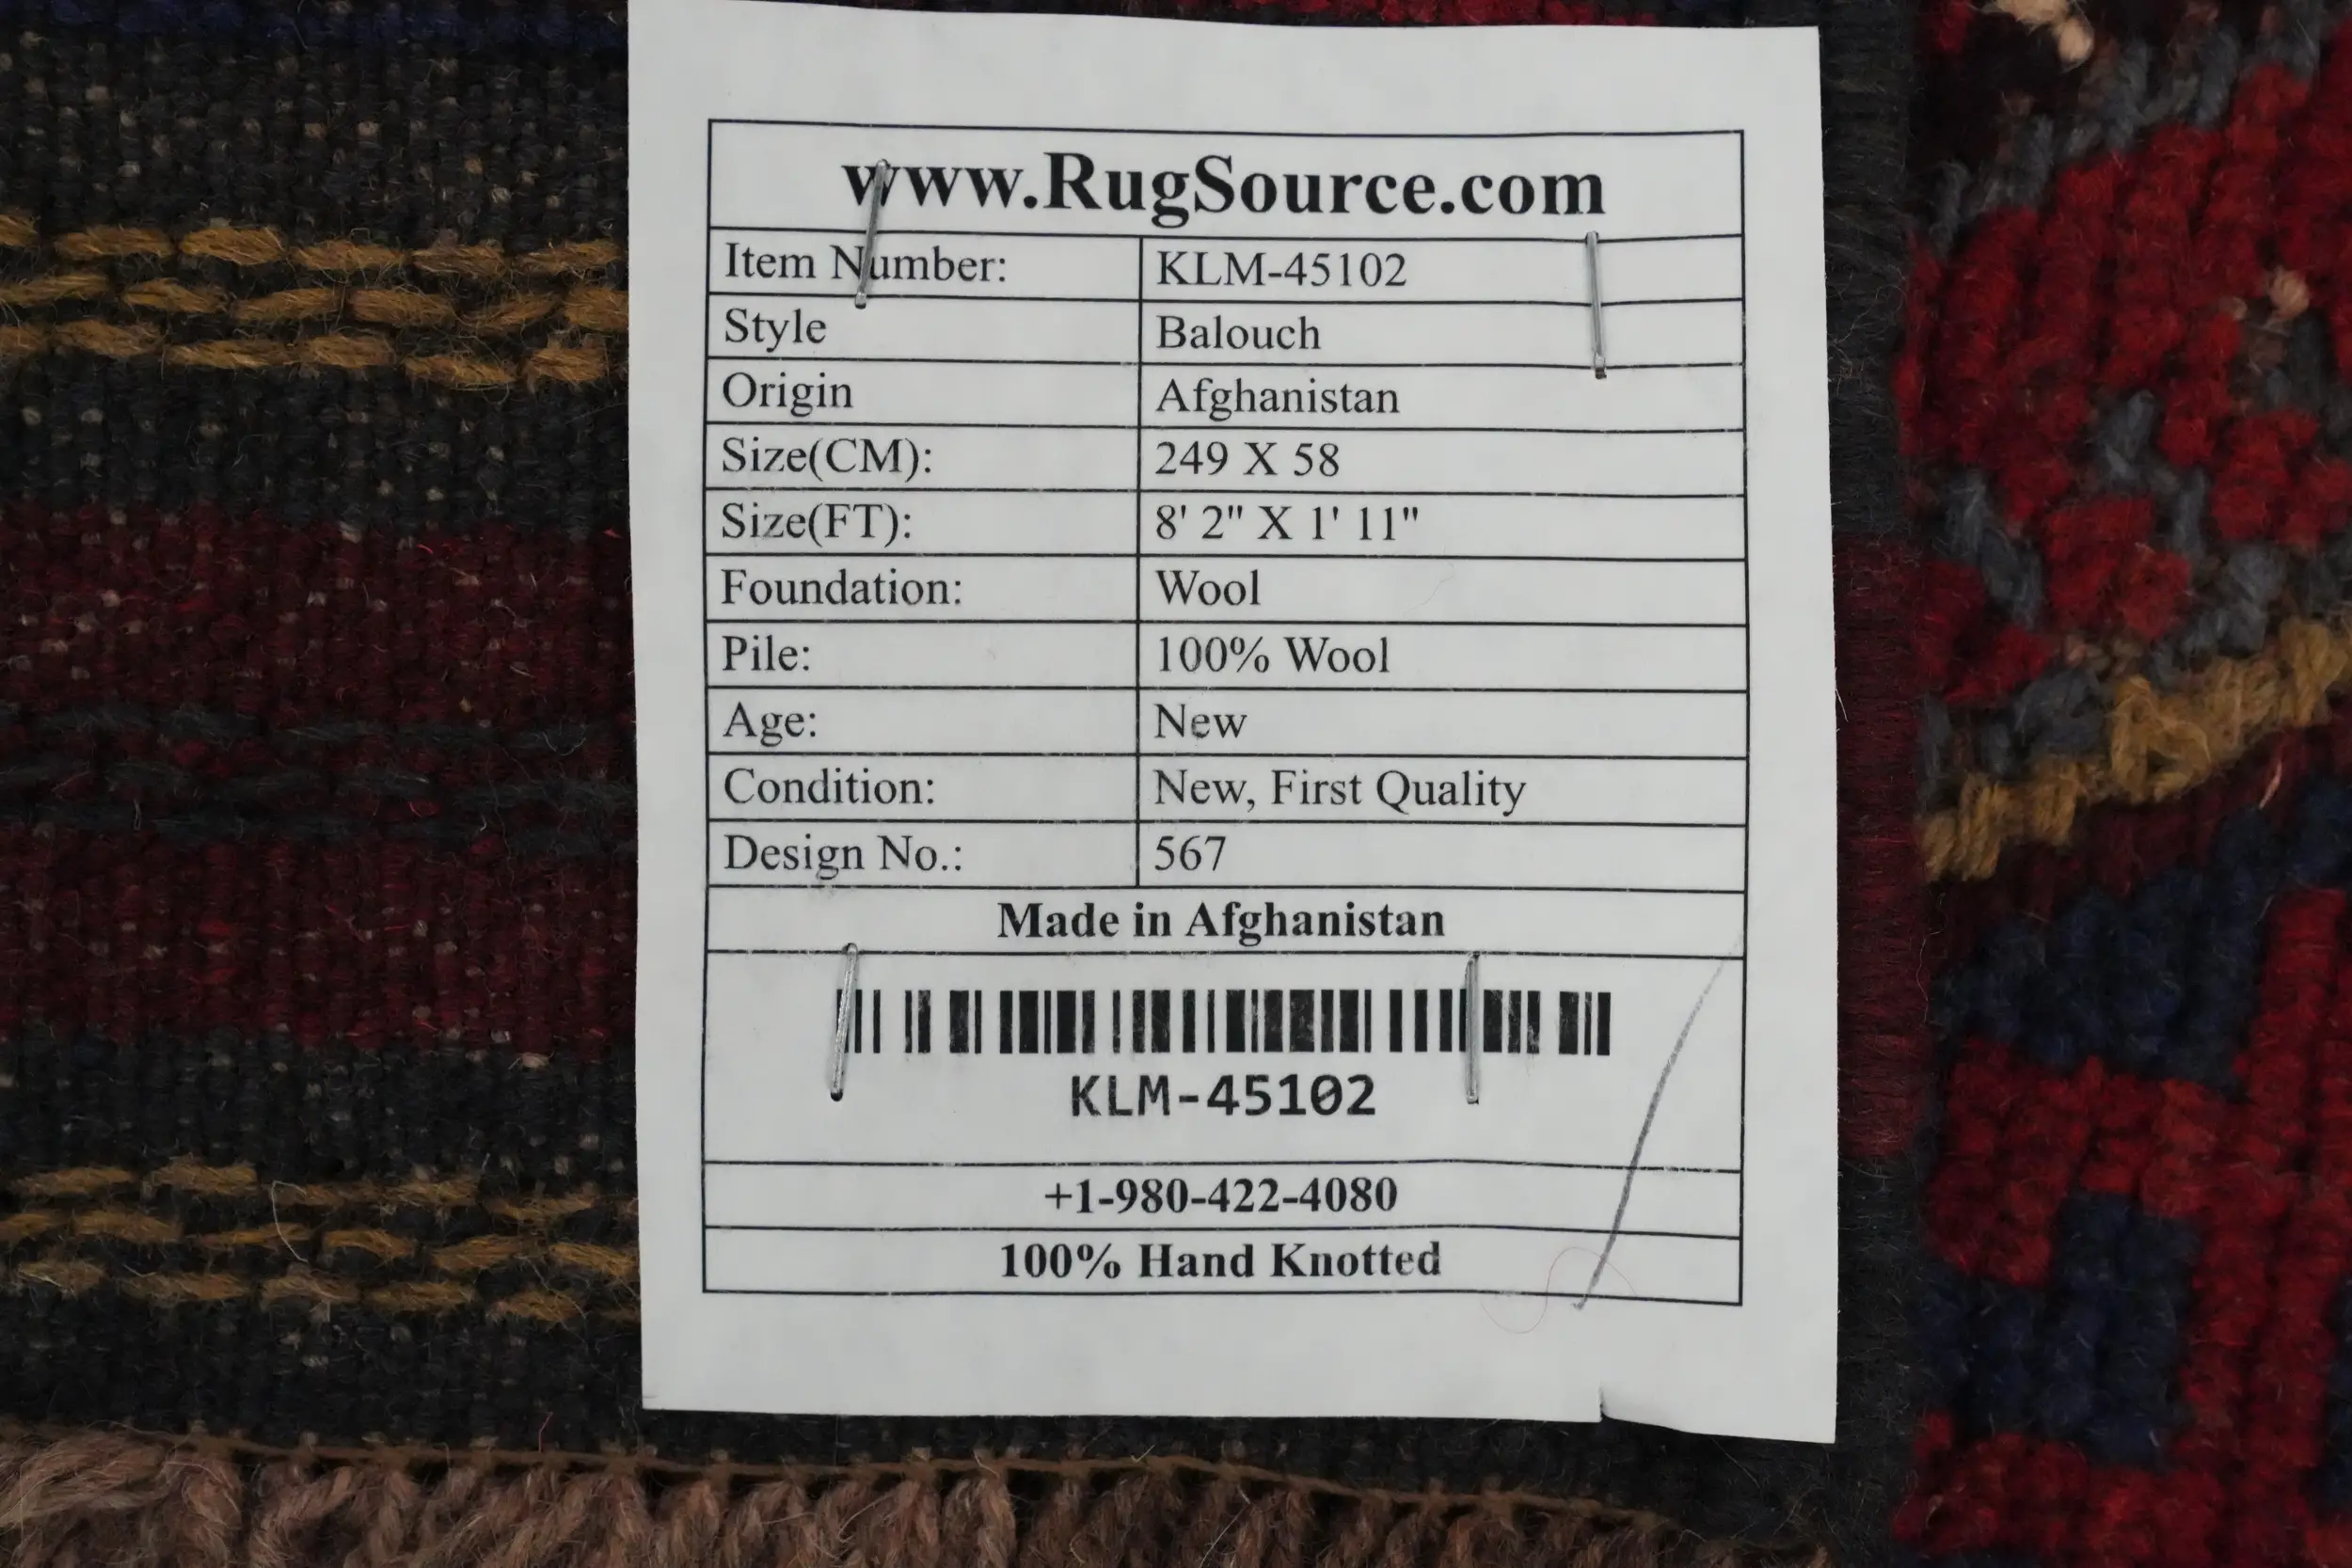 www.RugSource.com
Item Number: KLM-45102
Style Balouch
Origin Afghanistan
Size(CM): 249 X 58
Size(FT): 8' 2" X 1' 11"
Foundation: Wool
Pile: 100% Wool
Age: New
Condition: New, First Quality
Design No.: 567
Made in Afghanistan
KLM-45102
+1-980-422-4080
100% Hand Knotted